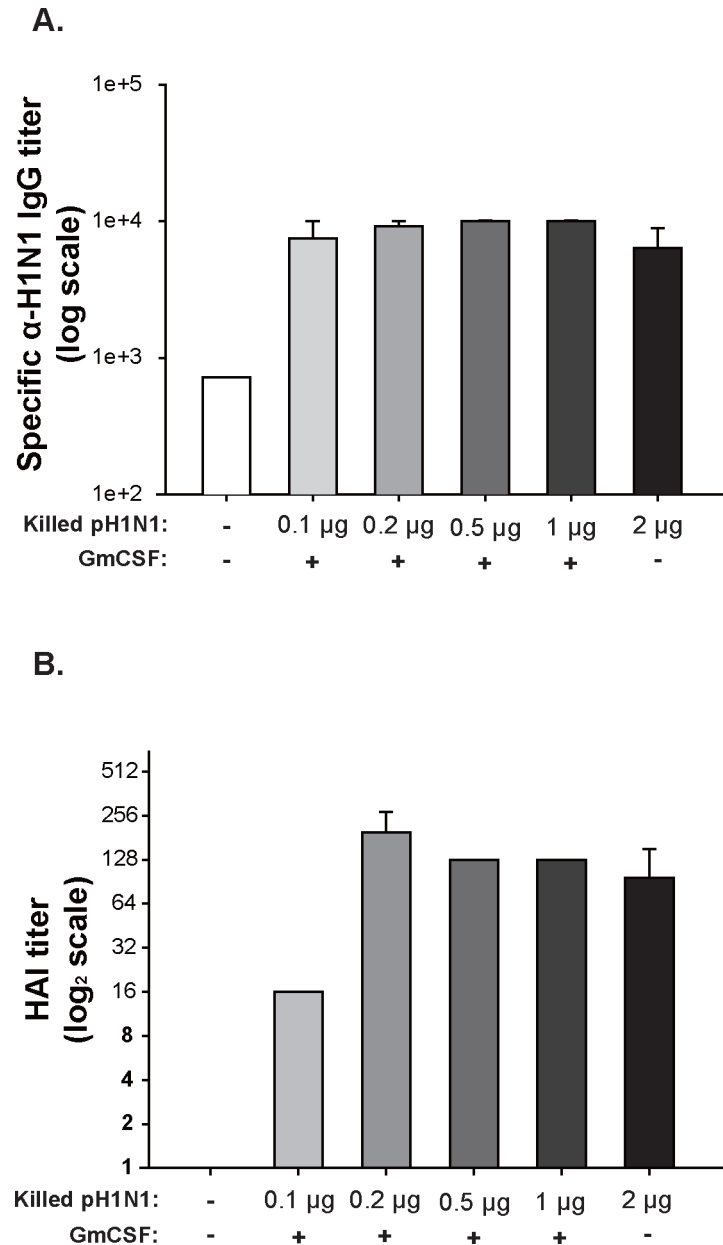 A.
Specific α-H1N1 IgG titer
(log scale)
1e+5
1e+4
1e+3
1e+2
Killed pH1N1: - 0.1 µg 0.2 µg 0.5 µg 1 µg 2 µg
GmCSF: - + + + + -
B.
HAI titer
(log₂ scale)
512
256
128
64
32
16
8
4
2
1
Killed pH1N1: - 0.1 µg 0.2 µg 0.5 µg 1 µg 2 µg
GmCSF: - + + + + -